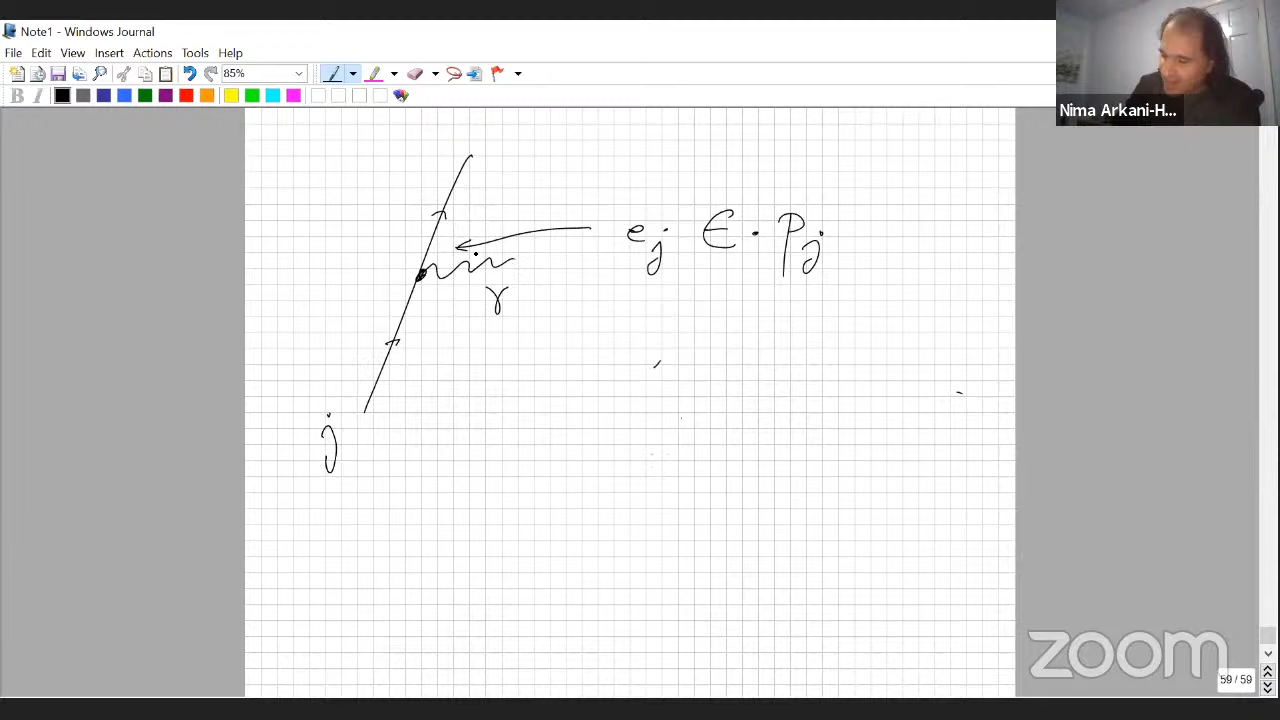 Note1 - Windows Journal
File Edit View Insert Actions Tools Help
85%
B I
Nima Arkani-H...
e_j ϵ · p_j
γ
j
zoom
59 / 59